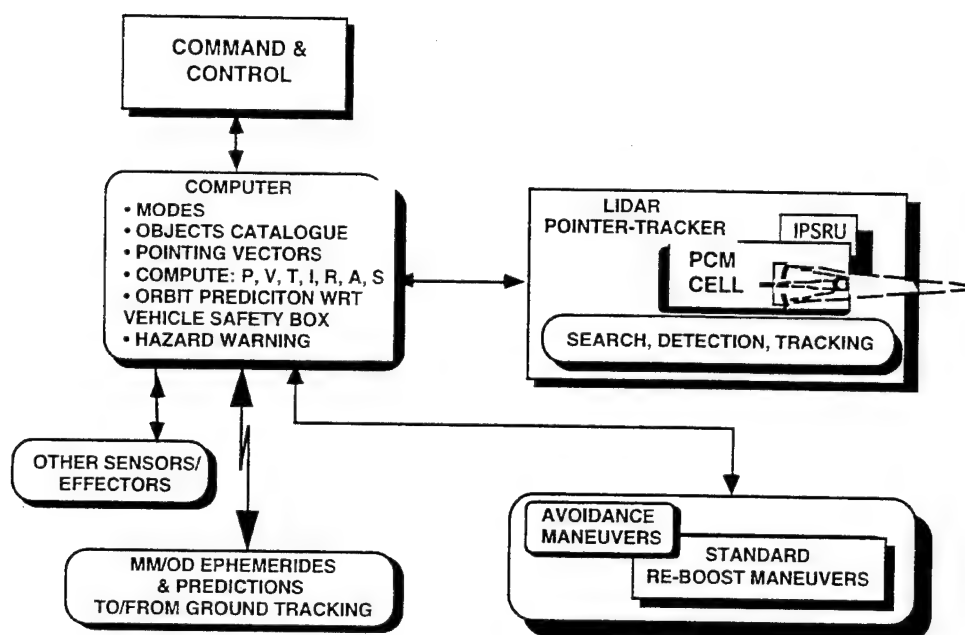 COMMAND &
CONTROL
COMPUTER
• MODES
• OBJECTS CATALOGUE
• POINTING VECTORS
• COMPUTE: P, V, T, I, R, A, S
• ORBIT PREDICITON WRT
VEHICLE SAFETY BOX
• HAZARD WARNING
LIDAR
POINTER-TRACKER
IPSRU
PCM
CELL
SEARCH, DETECTION, TRACKING
OTHER SENSORS/
EFFECTORS
MM/OD EPHEMERIDES
& PREDICTIONS
TO/FROM GROUND TRACKING
AVOIDANCE
MANEUVERS
STANDARD
RE-BOOST MANEUVERS